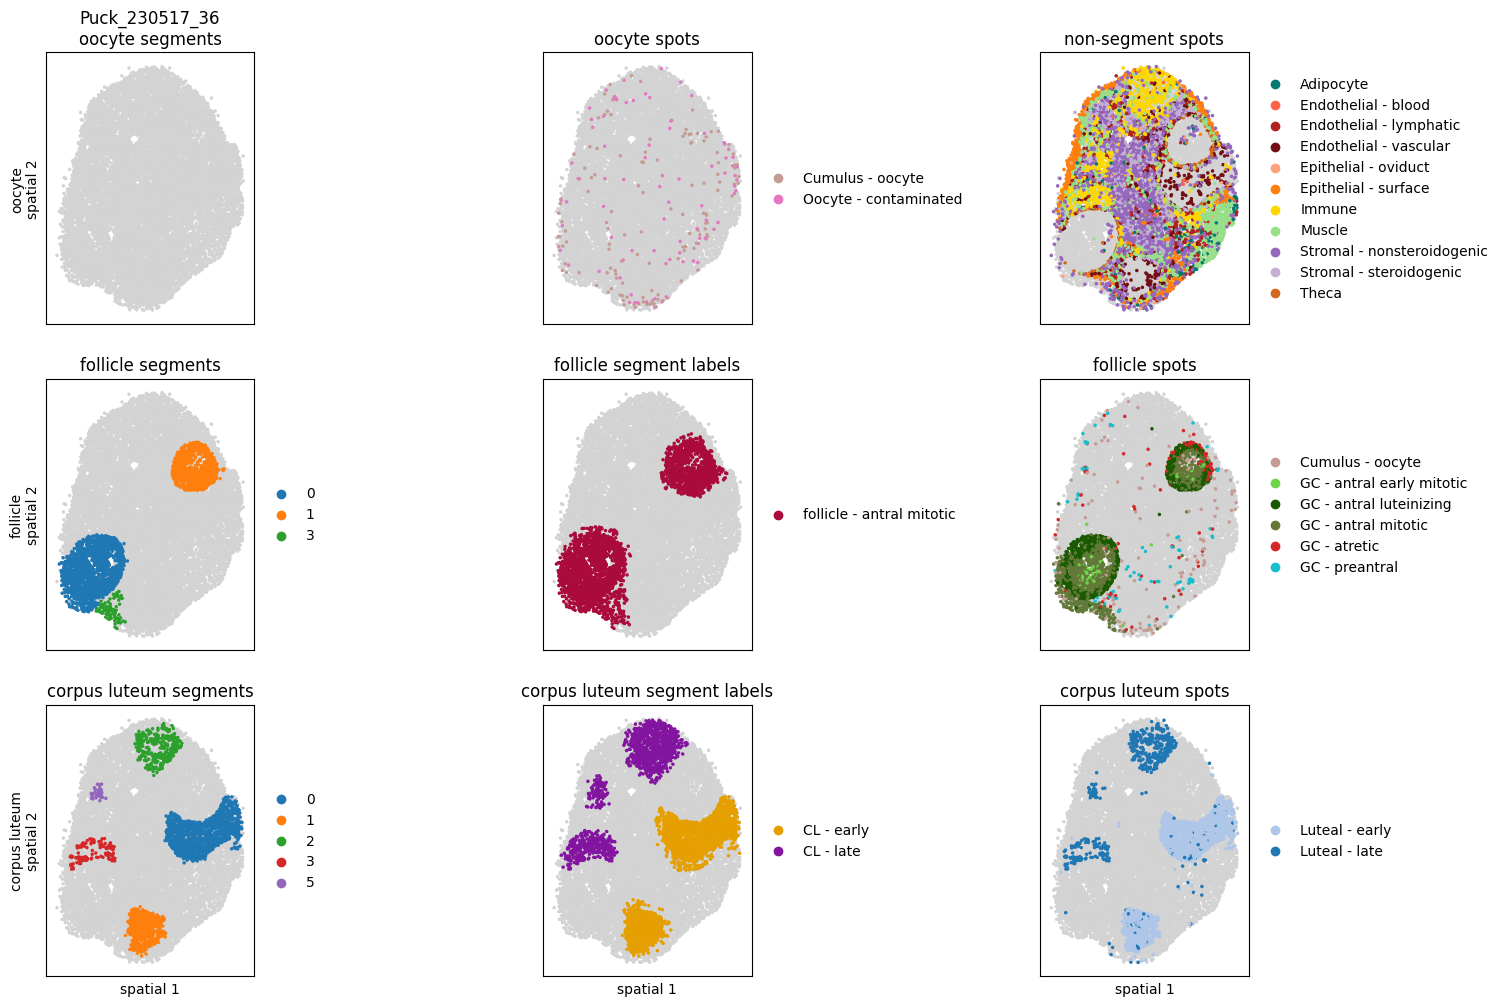 Puck_230517_36
oocyte segments
oocyte spots
non-segment spots
oocyte
spatial 2
Cumulus - oocyte
Oocyte - contaminated
Adipocyte
Endothelial - blood
Endothelial - lymphatic
Endothelial - vascular
Epithelial - oviduct
Epithelial - surface
Immune
Muscle
Stromal - nonsteroidogenic
Stromal - steroidogenic
Theca
follicle segments
follicle segment labels
follicle spots
follicle
spatial 2
0
1
3
follicle - antral mitotic
Cumulus - oocyte
GC - antral early mitotic
GC - antral luteinizing
GC - antral mitotic
GC - atretic
GC - preantral
corpus luteum segments
corpus luteum segment labels
corpus luteum spots
corpus luteum
spatial 2
0
1
2
3
5
CL - early
CL - late
Luteal - early
Luteal - late
spatial 1
spatial 1
spatial 1